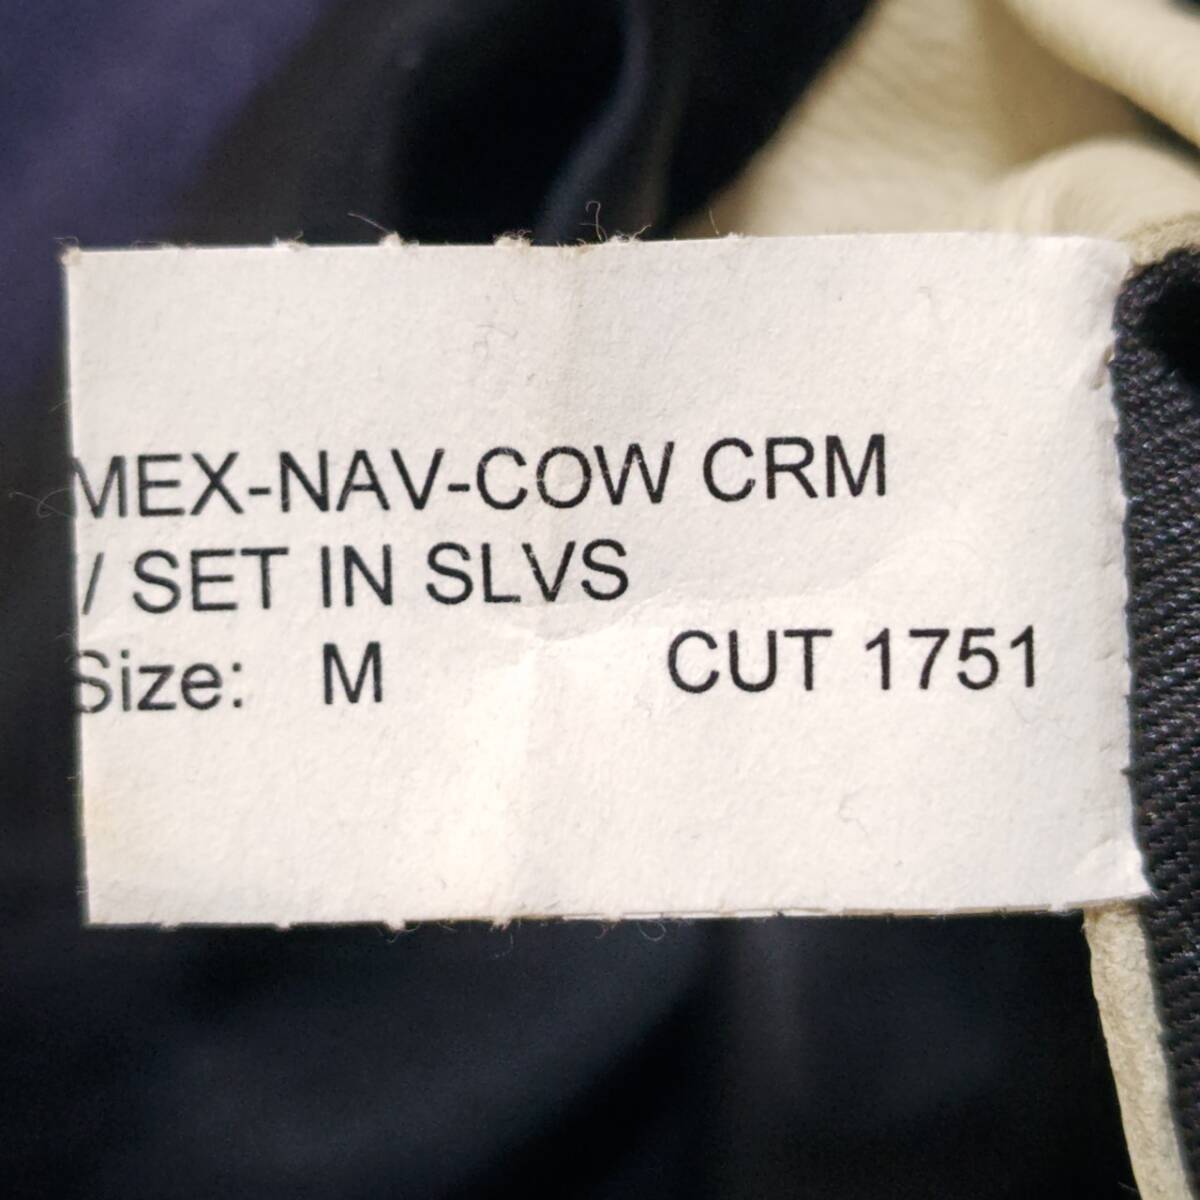 MEX-NAV-COW CRM
/ SET IN SLVS
Size: M CUT 1751